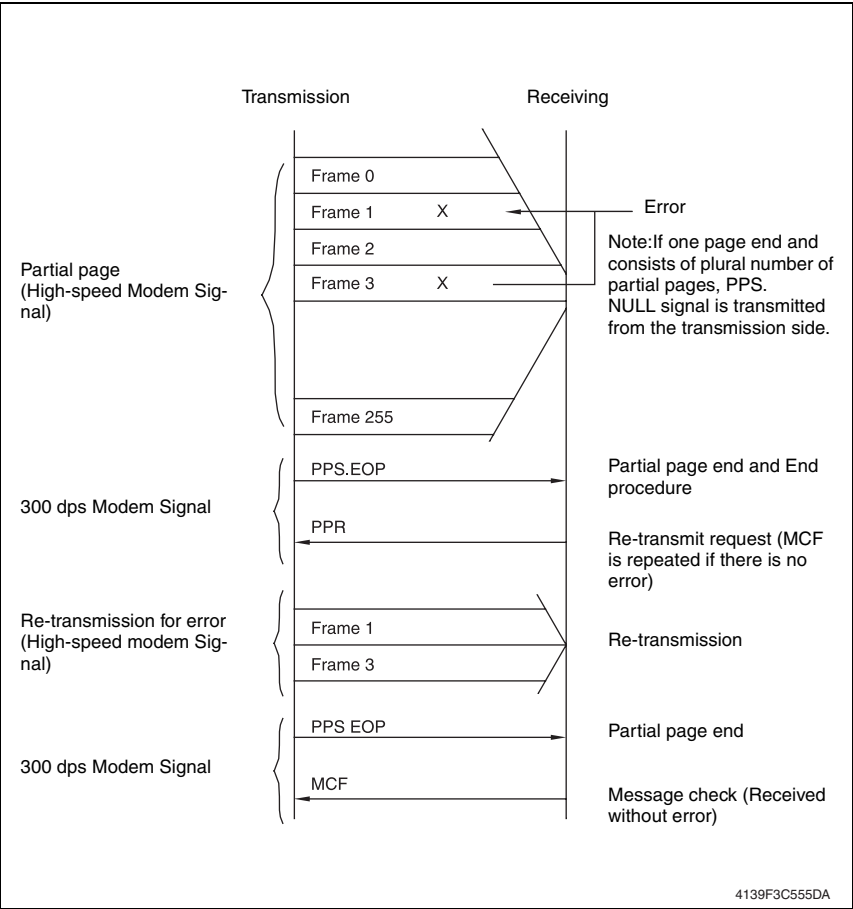 Transmission
Receiving
Frame 0
Frame 1 X
Error
Frame 2
Frame 3 X
Note:If one page end and
consists of plural number of
partial pages, PPS.
NULL signal is transmitted
from the transmission side.
Partial page
(High-speed Modem Sig-
nal)
Frame 255
PPS.EOP
Partial page end and End
procedure
300 dps Modem Signal
PPR
Re-transmit request (MCF
is repeated if there is no
error)
Re-transmission for error
(High-speed modem Sig-
nal)
Frame 1
Frame 3
Re-transmission
PPS EOP
Partial page end
300 dps Modem Signal
MCF
Message check (Received
without error)
4139F3C555DA